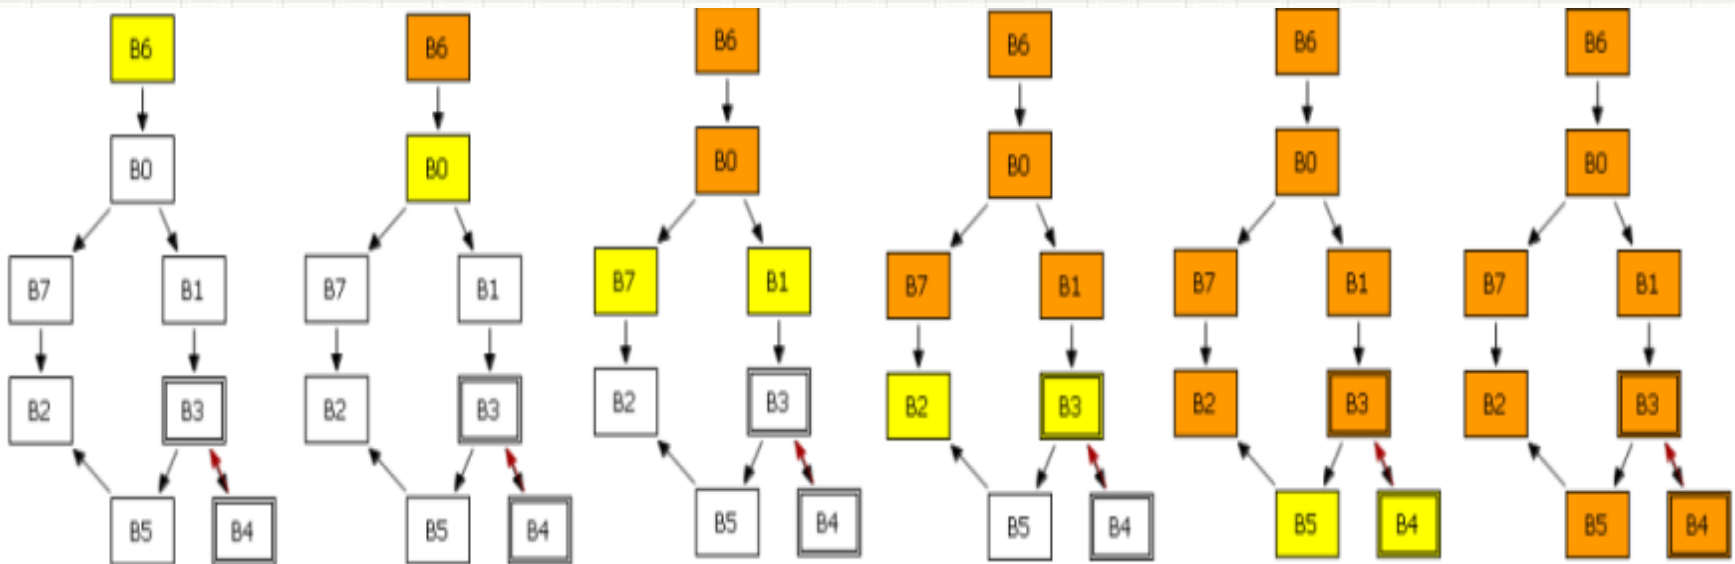 B6 B6 B6 B6 B6 B6
B0 B0 B0 B0 B0 B0
B7 B1 B7 B1 B7 B1 B7 B1 B7 B1 B7 B1
B2 B3 B2 B3 B2 B3 B2 B3 B2 B3 B2 B3
B5 B4 B5 B4 B5 B4 B5 B4 B5 B4 B5 B4